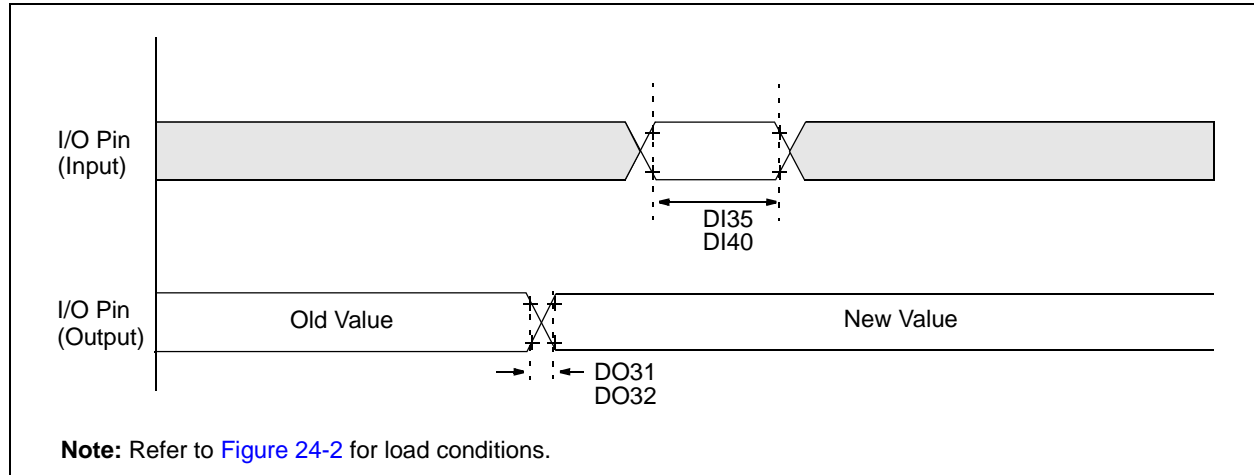 I/O Pin
(Input)
DI35
DI40
I/O Pin
(Output)
Old Value
New Value
DO31
DO32
Note: Refer to Figure 24-2 for load conditions.